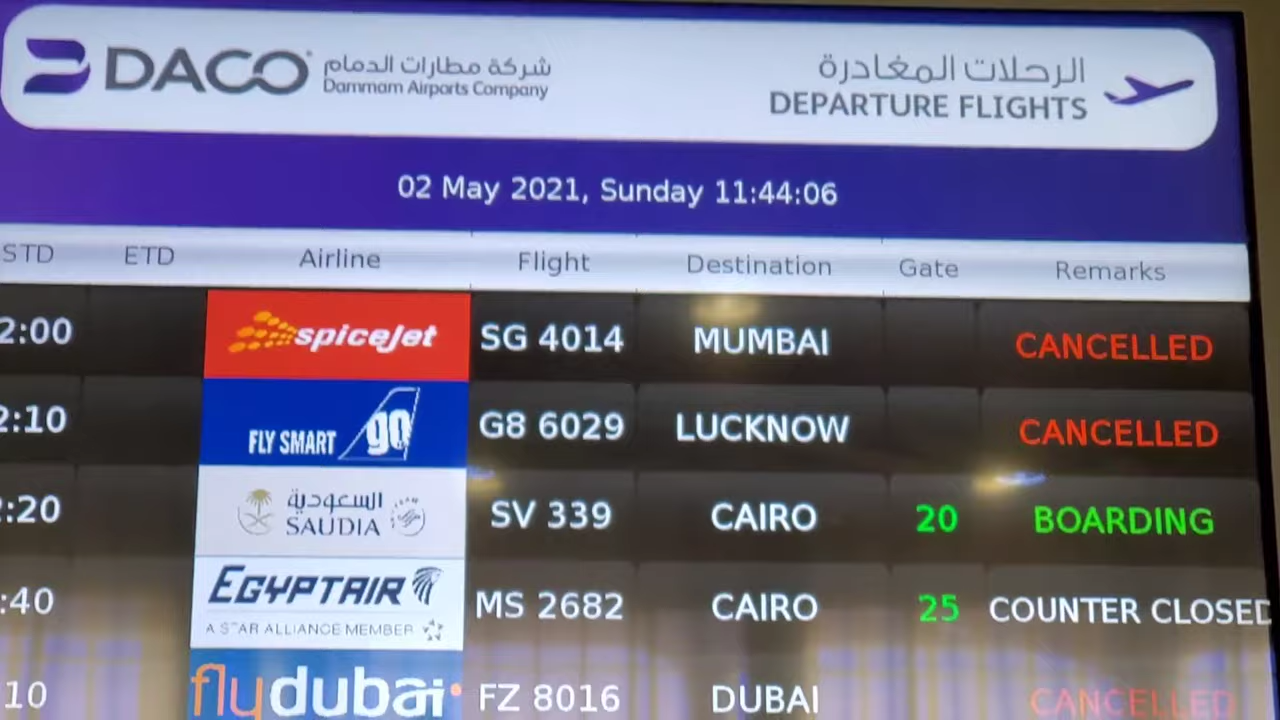 DACO شركة مطارات الدمام
Dammam Airports Company
الرحلات المغادرة
DEPARTURE FLIGHTS
02 May 2021, Sunday 11:44:06
STD ETD Airline Flight Destination Gate Remarks
2:00 spicejet SG 4014 MUMBAI CANCELLED
2:10 FLY SMART go G8 6029 LUCKNOW CANCELLED
:20 السعودية SAUDIA SV 339 CAIRO 20 BOARDING
:40 EGYPTAIR MS 2682 CAIRO 25 COUNTER CLOSED
A STAR ALLIANCE MEMBER
10 flydubai FZ 8016 DUBAI CANCELLED